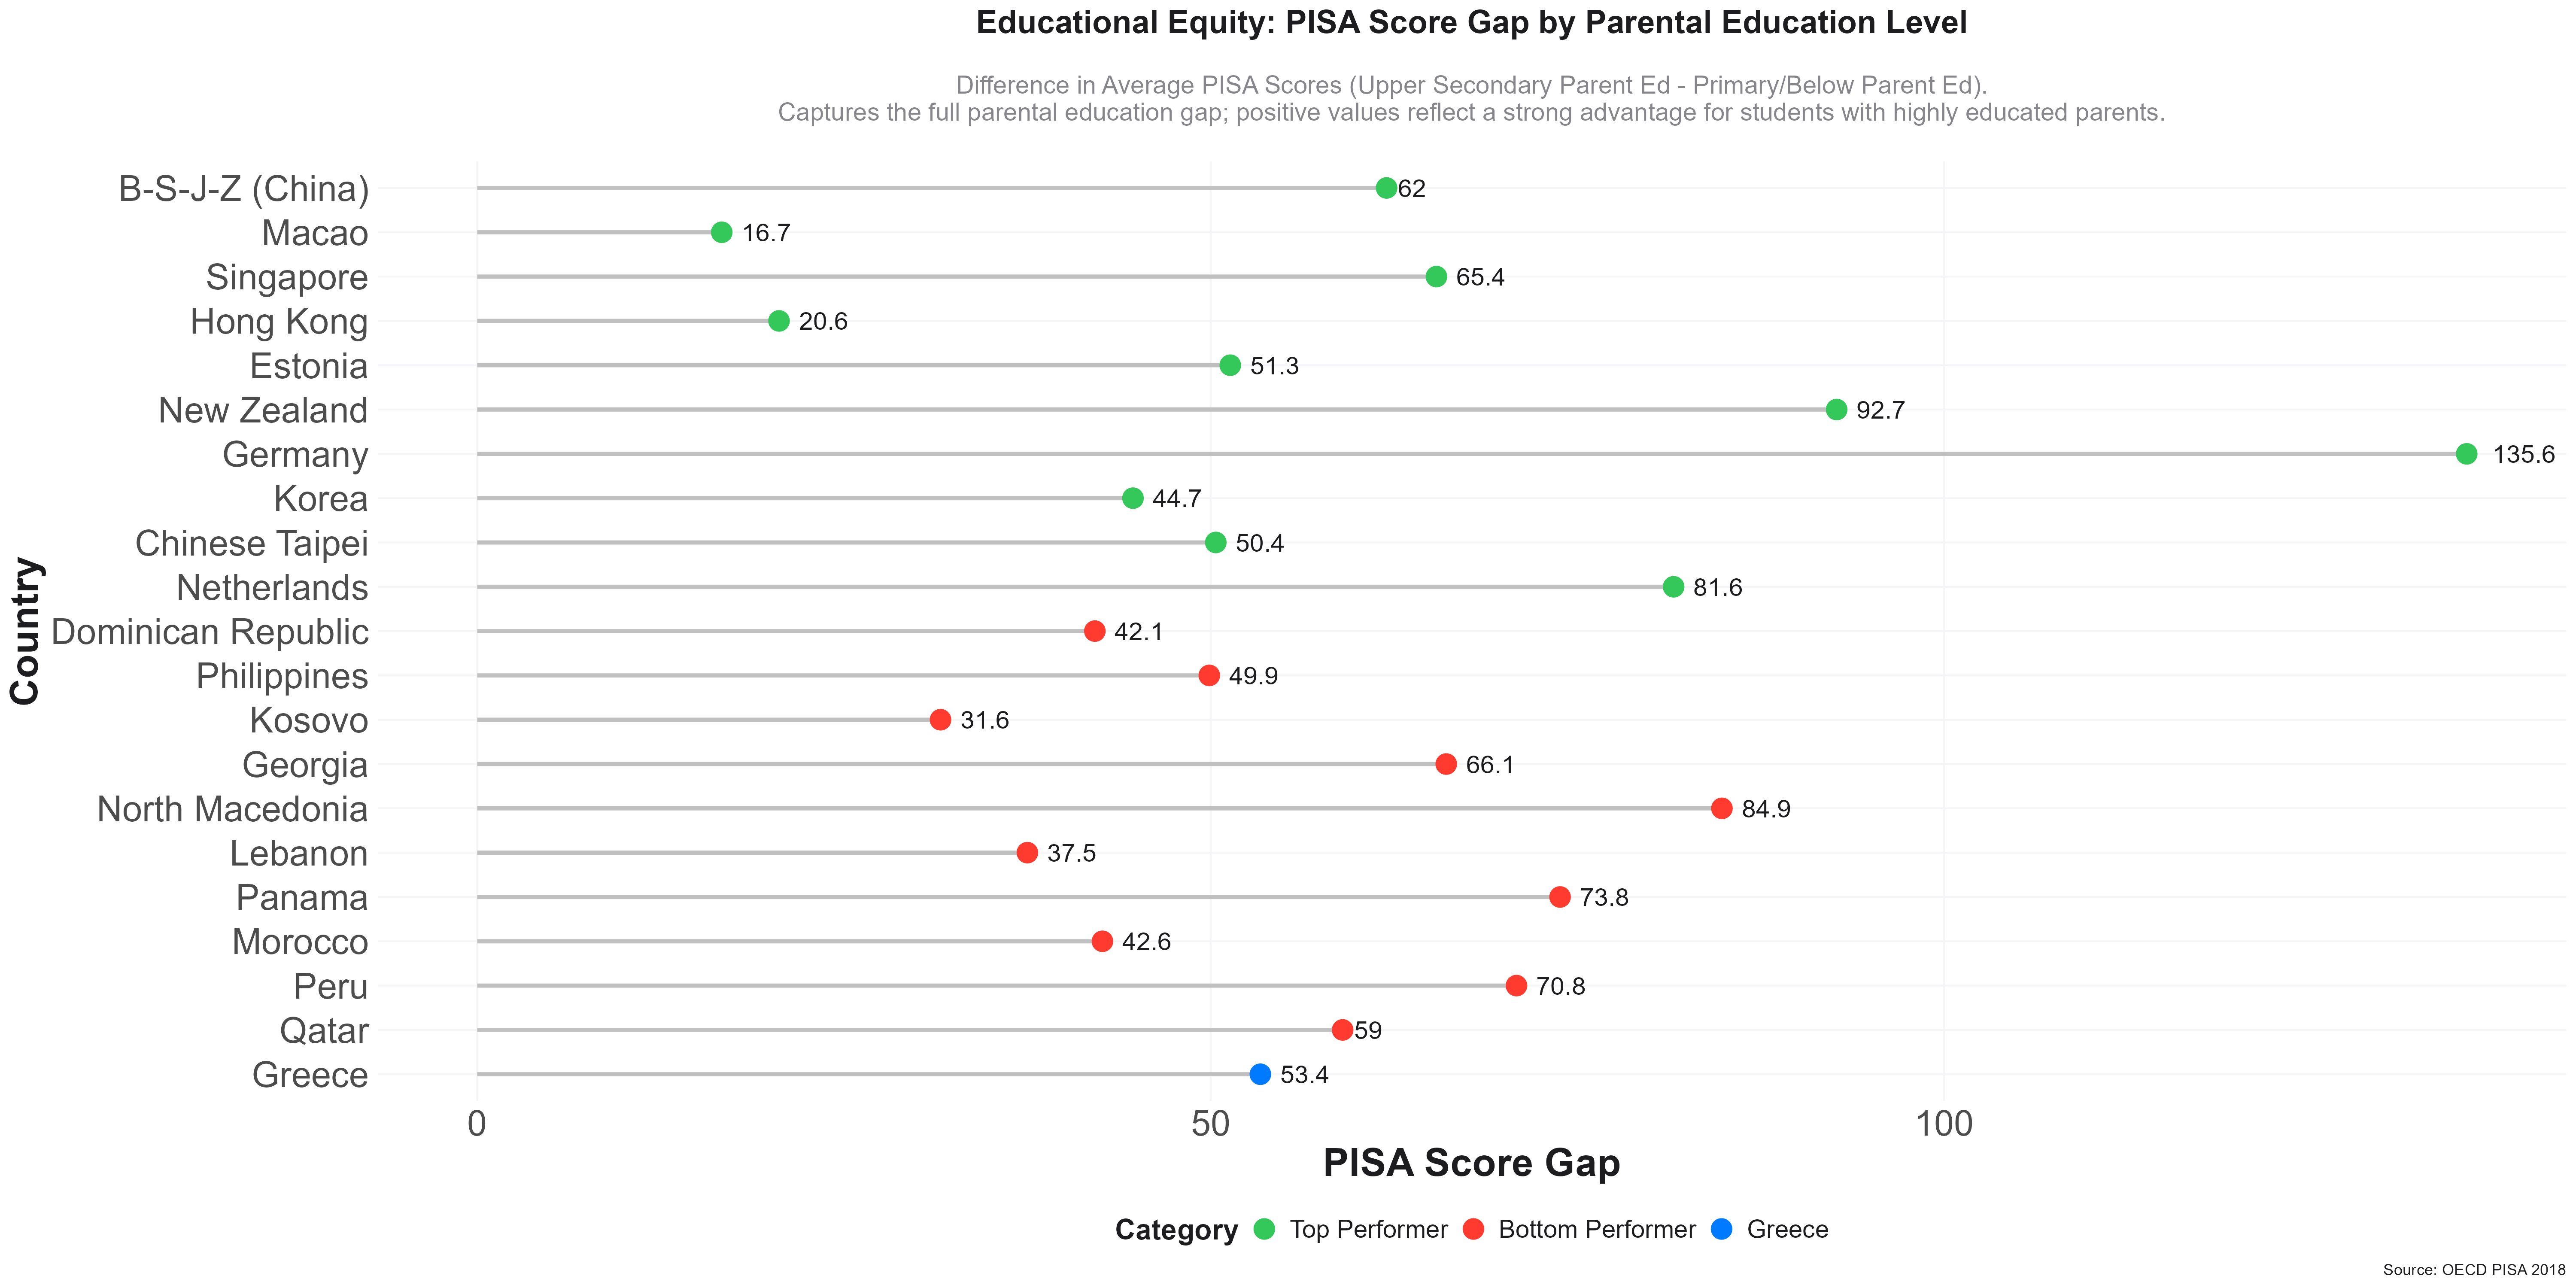 Educational Equity: PISA Score Gap by Parental Education Level
Difference in Average PISA Scores (Upper Secondary Parent Ed - Primary/Below Parent Ed).
Captures the full parental education gap; positive values reflect a strong advantage for students with highly educated parents.
Country
B-S-J-Z (China) 62
Macao 16.7
Singapore 65.4
Hong Kong 20.6
Estonia 51.3
New Zealand 92.7
Germany 135.6
Korea 44.7
Chinese Taipei 50.4
Netherlands 81.6
Dominican Republic 42.1
Philippines 49.9
Kosovo 31.6
Georgia 66.1
North Macedonia 84.9
Lebanon 37.5
Panama 73.8
Morocco 42.6
Peru 70.8
Qatar 59
Greece 53.4
0 50 100
PISA Score Gap
Category Top Performer Bottom Performer Greece
Source: OECD PISA 2018